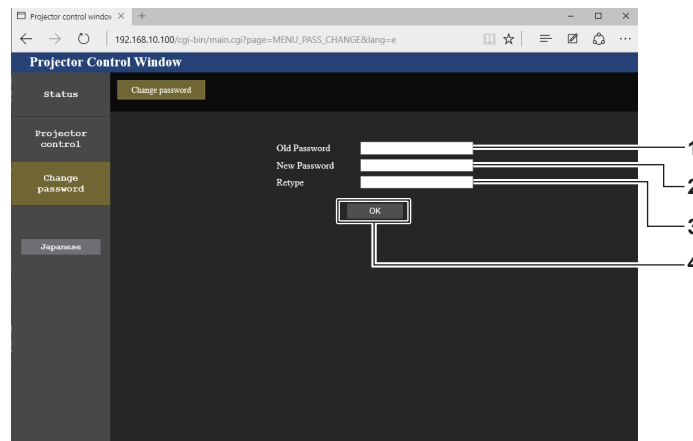 Projector control window
192.168.10.100/cgi-bin/main.cgi?page=MENU_PASS_CHANGE&lang=e
Projector Control Window
Status
Change password
Projector
control
Change
password
Japanese
Old Password
New Password
Retype
OK
1
2
3
4